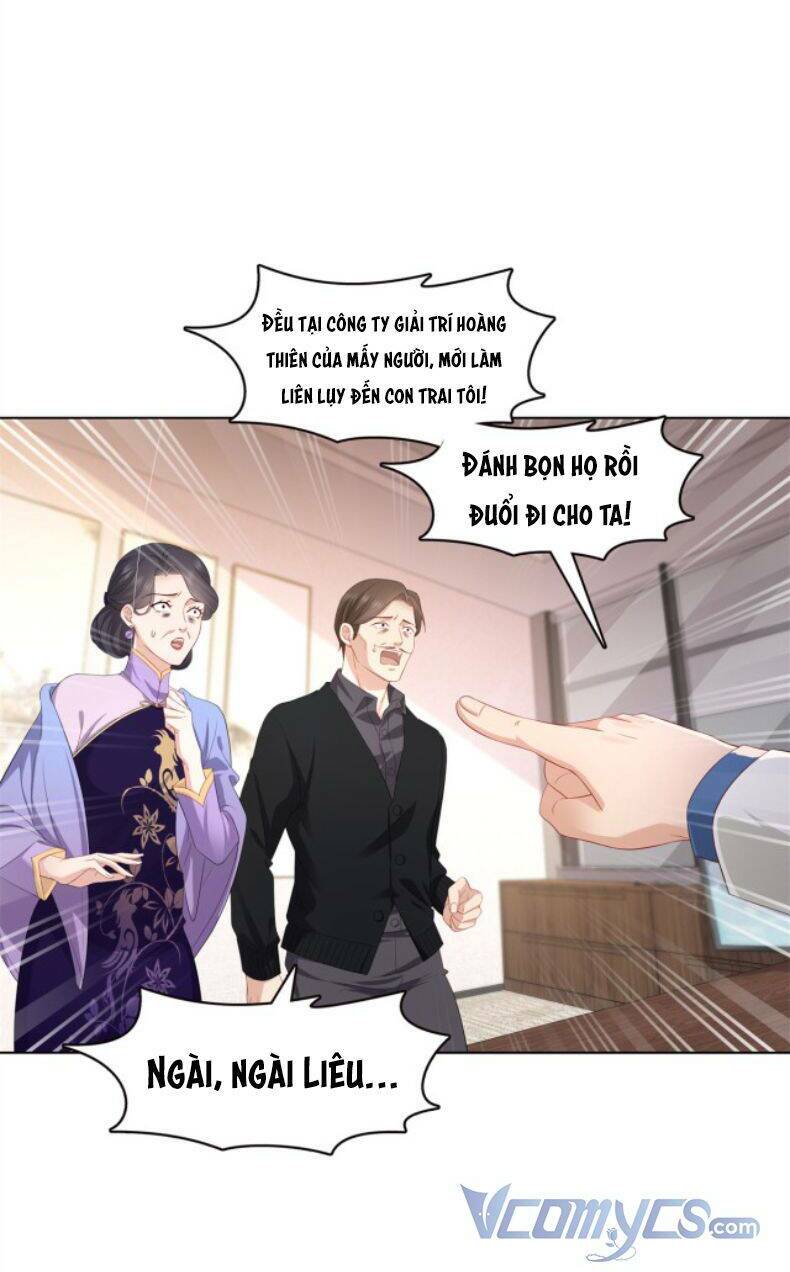 ĐỀU TẠI CÔNG TY GIẢI TRÍ HOÀNG
THIÊN CỦA MẤY NGƯỜI, MỚI LÀM
LIÊN LỤY ĐẾN CON TRAI TÔI!
ĐÁNH BỌN HỌ RỒI
ĐUỔI ĐI CHO TA!
NGÀI, NGÀI LIÊU...
VCOMYCS.com